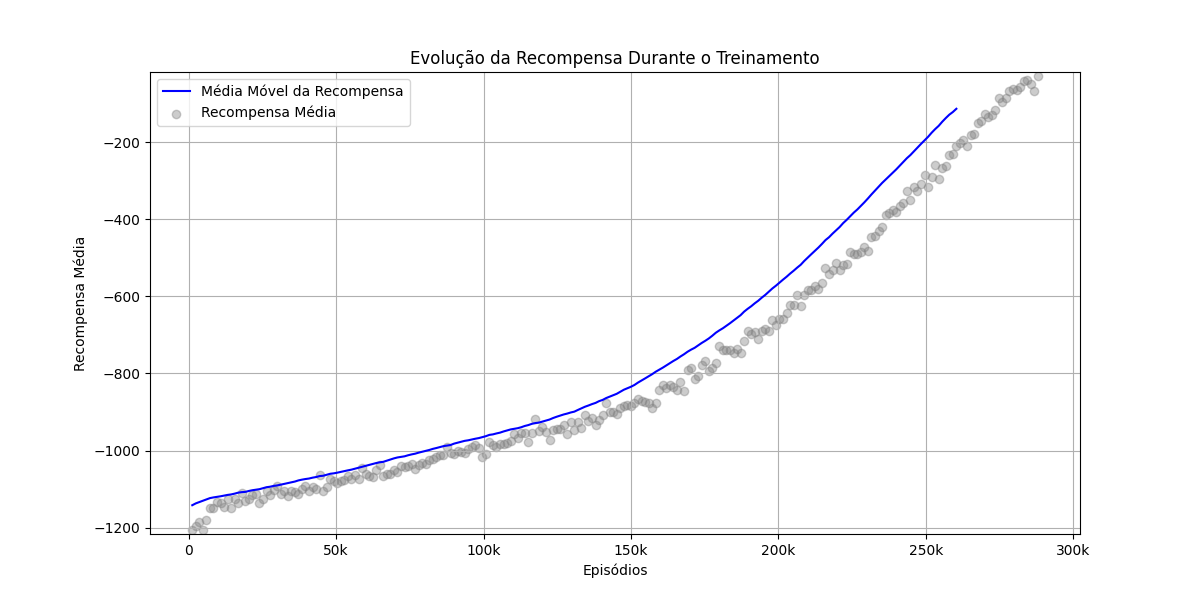 Evolução da Recompensa Durante o Treinamento
Média Móvel da Recompensa
Recompensa Média
−200
−400
−600
−800
−1000
−1200
Recompensa Média
0 50k 100k 150k 200k 250k 300k
Episódios